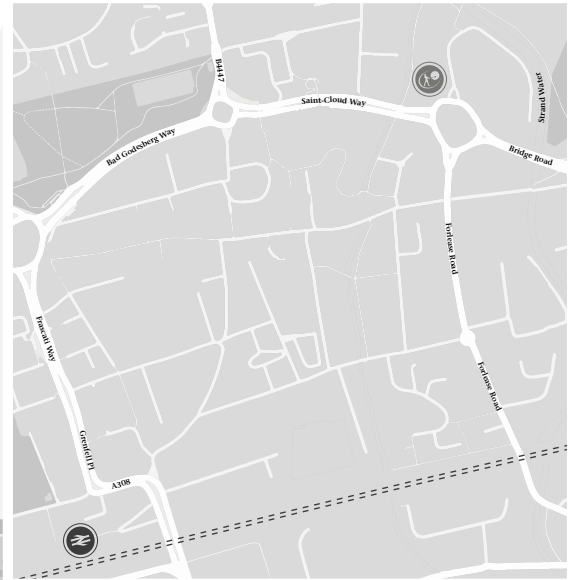 B4447
Saint-Cloud Way
Strand Water
Bad Godesberg Way
Bridge Road
Forlease Road
Frascati Way
Forlease Road
Grenfell Pl
A308